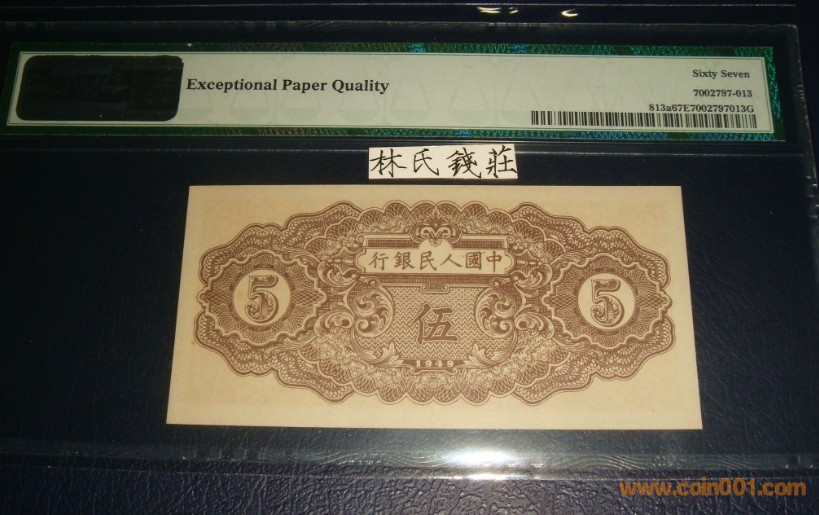 Exceptional Paper Quality
Sixty Seven
7002797-013
813a67E7002797013G
林氏錢莊
行銀民人國中
5
伍
5
1949
www.coin001.com